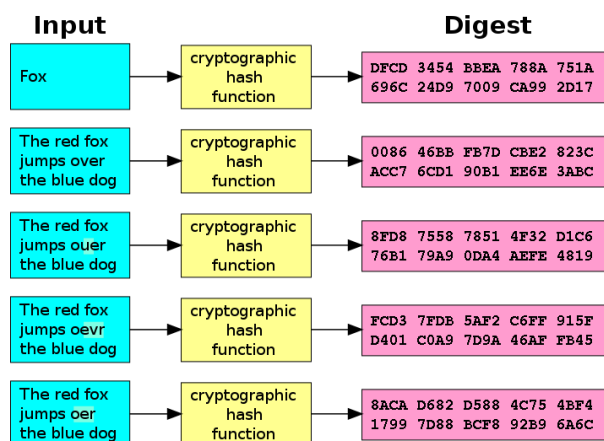 Input
Digest
Fox
cryptographic
hash
function
DFCD 3454 BBEA 788A 751A
696C 24D9 7009 CA99 2D17
The red fox
jumps over
the blue dog
cryptographic
hash
function
0086 46BB FB7D CBE2 823C
ACC7 6CD1 90B1 EE6E 3ABC
The red fox
jumps ouer
the blue dog
cryptographic
hash
function
8FD8 7558 7851 4F32 D1C6
76B1 79A9 0DA4 AEFE 4819
The red fox
jumps oevr
the blue dog
cryptographic
hash
function
FCD3 7FDB 5AF2 C6FF 915F
D401 C0A9 7D9A 46AF FB45
The red fox
jumps oer
the blue dog
cryptographic
hash
function
8ACA D682 D588 4C75 4BF4
1799 7D88 BCF8 92B9 6A6C